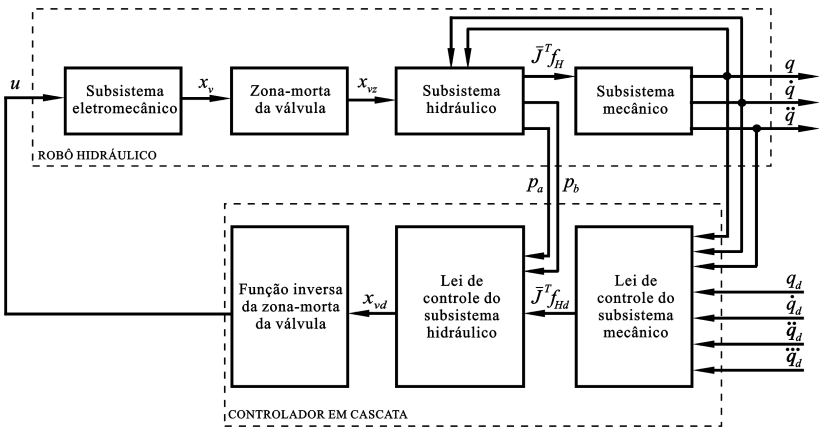 u
Subsistema
eletromecânico
x_v
Zona-morta
da válvula
x_vz
Subsistema
hidráulico
J̄ᵀf_H
Subsistema
mecânico
q
q̇
q̈
ROBÔ HIDRÁULICO
p_a
p_b
Função inversa
da zona-morta
da válvula
x_vd
Lei de
controle do
subsistema
hidráulico
J̄ᵀf_Hd
Lei de
controle do
subsistema
mecânico
q_d
q̇_d
q̈_d
q⃛_d
CONTROLADOR EM CASCATA